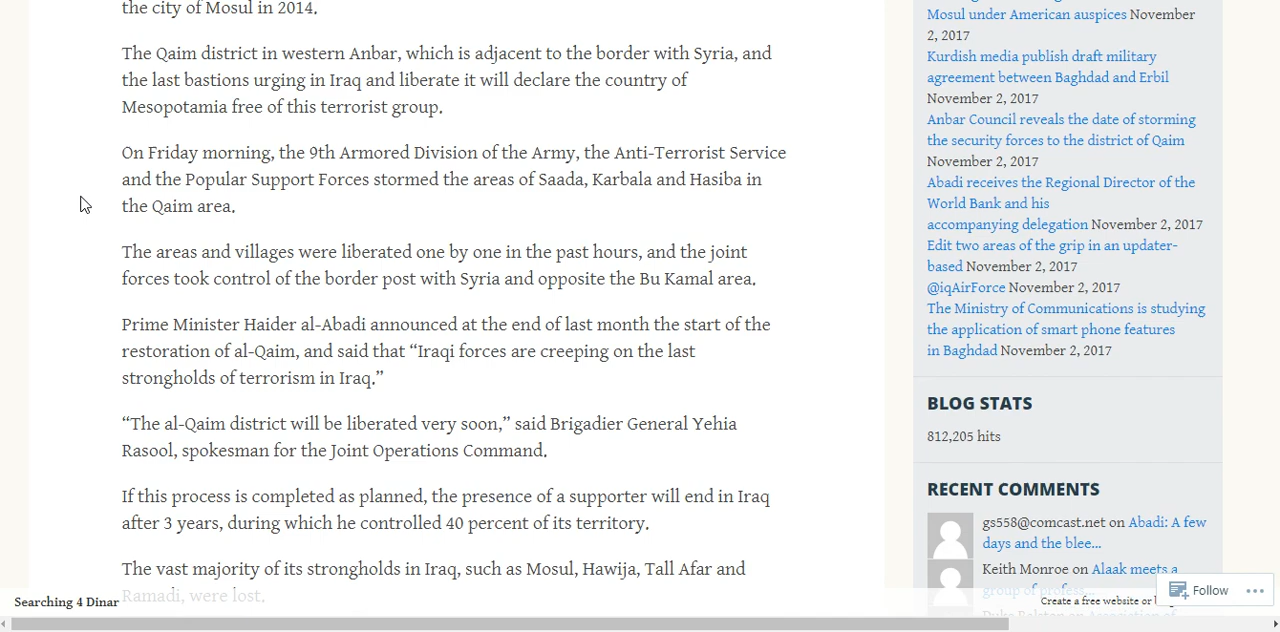 the city of Mosul in 2014.
The Qaim district in western Anbar, which is adjacent to the border with Syria, and
the last bastions urging in Iraq and liberate it will declare the country of
Mesopotamia free of this terrorist group.
On Friday morning, the 9th Armored Division of the Army, the Anti-Terrorist Service
and the Popular Support Forces stormed the areas of Saada, Karbala and Hasiba in
the Qaim area.
The areas and villages were liberated one by one in the past hours, and the joint
forces took control of the border post with Syria and opposite the Bu Kamal area.
Prime Minister Haider al-Abadi announced at the end of last month the start of the
restoration of al-Qaim, and said that “Iraqi forces are creeping on the last
strongholds of terrorism in Iraq.”
“The al-Qaim district will be liberated very soon,” said Brigadier General Yehia
Rasool, spokesman for the Joint Operations Command.
If this process is completed as planned, the presence of a supporter will end in Iraq
after 3 years, during which he controlled 40 percent of its territory.
The vast majority of its strongholds in Iraq, such as Mosul, Hawija, Tall Afar and
Ramadi, were lost.
Mosul under American auspices November
2, 2017
Kurdish media publish draft military
agreement between Baghdad and Erbil
November 2, 2017
Anbar Council reveals the date of storming
the security forces to the district of Qaim
November 2, 2017
Abadi receives the Regional Director of the
World Bank and his
accompanying delegation November 2, 2017
Edit two areas of the grip in an updater-
based November 2, 2017
@iqAirForce November 2, 2017
The Ministry of Communications is studying
the application of smart phone features
in Baghdad November 2, 2017
BLOG STATS
812,205 hits
RECENT COMMENTS
gs558@comcast.net on Abadi: A few
days and the blee…
Keith Monroe on Alaak meets a
group of profess…
Searching 4 Dinar
Create a free website or
Follow